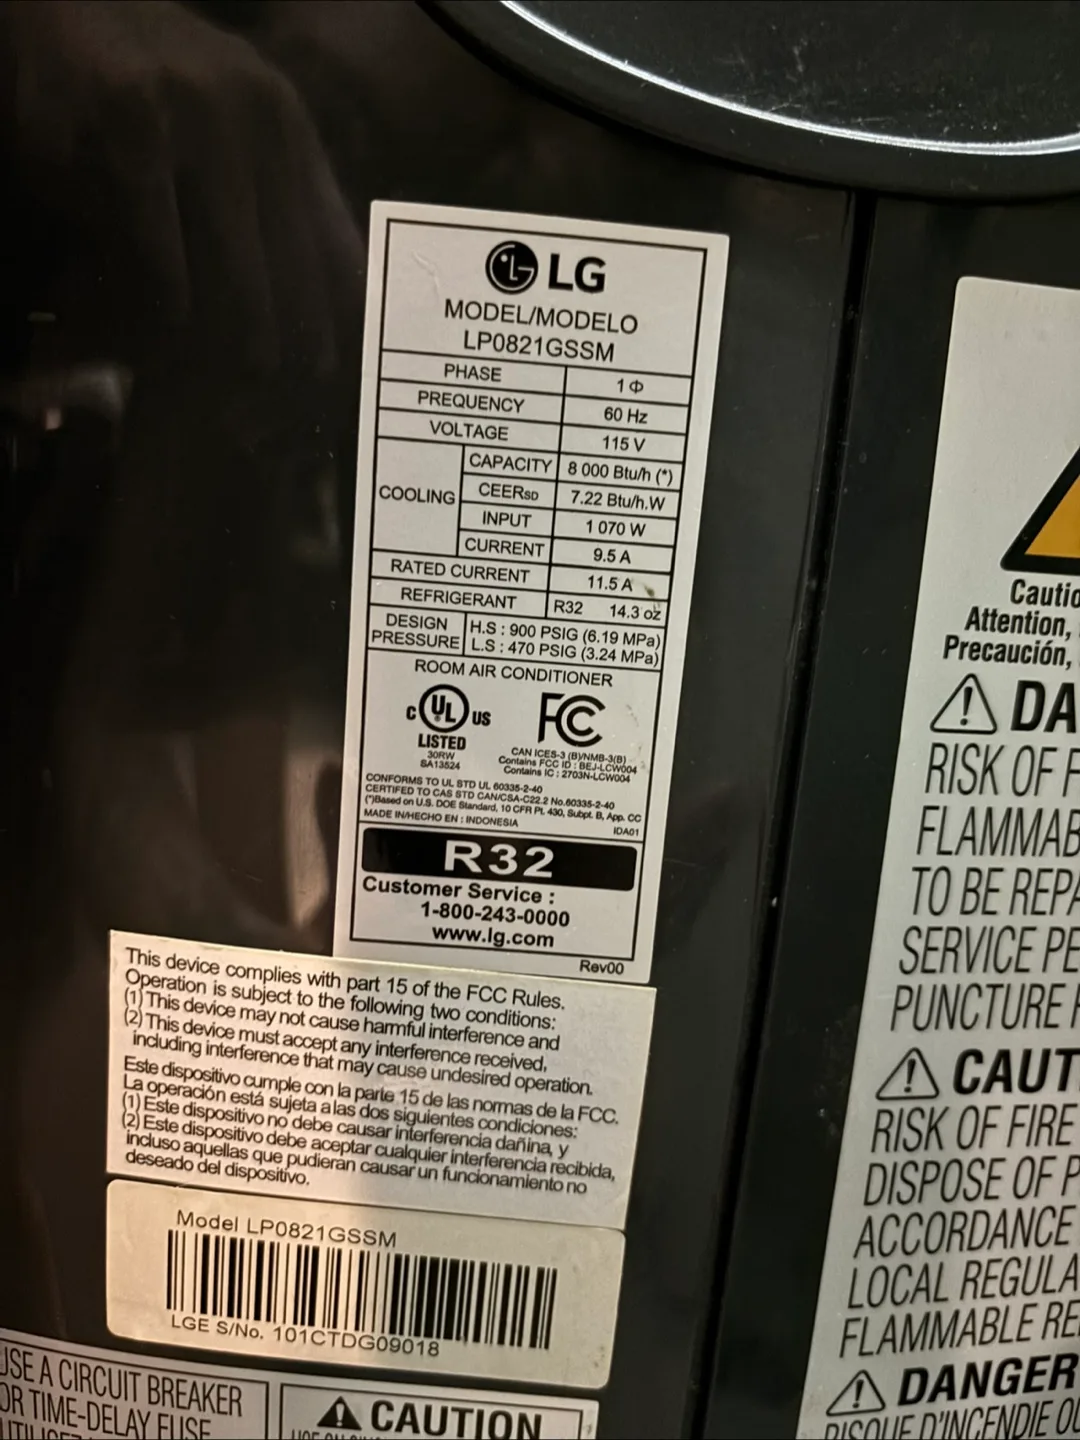 LG
MODEL/MODELO
LP0821GSSM
PHASE 1Φ
FREQUENCY 60 Hz
VOLTAGE 115 V
COOLING
CAPACITY 8 000 Btu/h (*)
CEERSD 7.22 Btu/h.W
INPUT 1 070 W
CURRENT 9.5 A
RATED CURRENT 11.5 A
REFRIGERANT R32 14.3 oz
DESIGN PRESSURE
H.S : 900 PSIG (6.19 MPa)
L.S : 470 PSIG (3.24 MPa)
ROOM AIR CONDITIONER
C UL US
LISTED
30RW
SA13524
FC
CAN ICES-3 (B)/NMB-3(B)
Contains FCC ID : BEJ-LCW004
Contains IC : 2703N-LCW004
CONFORMS TO UL STD UL 60335-2-40
CERTIFED TO CAS STD CAN/CSA-C22.2 No.60335-2-40
(*)Based on U.S. DOE Standard, 10 CFR Pt. 430, Subpt. B, App. CC
MADE IN/HECHO EN : INDONESIA IDA01
R32
Customer Service :
1-800-243-0000
www.lg.com
Rev00
This device complies with part 15 of the FCC Rules.
Operation is subject to the following two conditions:
(1) This device may not cause harmful interference and
(2) This device must accept any interference received,
including interference that may cause undesired operation.
Este dispositivo cumple con la parte 15 de las normas de la FCC.
La operación está sujeta a las dos siguientes condiciones:
(1) Este dispositivo no debe causar interferencia dañina, y
(2) Este dispositivo debe aceptar cualquier interferencia recibida,
incluso aquellas que pudieran causar un funcionamiento no
deseado del dispositivo.
Model LP0821GSSM
LGE S/No. 101CTDG09018
USE A CIRCUIT BREAKER
OR TIME-DELAY FUSE
CAUTION
Cautio
Attention,
Precaución,
DA
RISK OF F
FLAMMAB
TO BE REPA
SERVICE PE
PUNCTURE
CAUT
RISK OF FIRE
DISPOSE OF P
ACCORDANCE
LOCAL REGULA
FLAMMABLE RE
DANGER
RISQUE D'INCENDIE OU